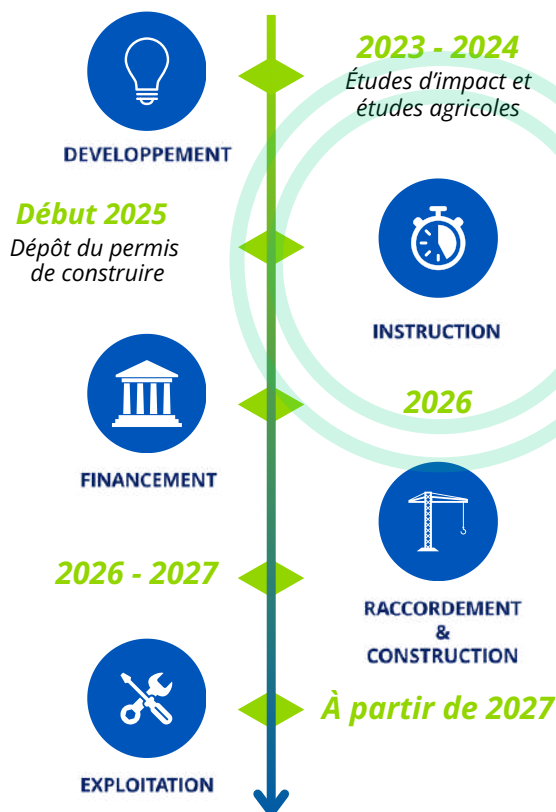 2023 - 2024
Études d'impact et
études agricoles
DEVELOPPEMENT
Début 2025
Dépôt du permis
de construire
INSTRUCTION
2026
FINANCEMENT
2026 - 2027
RACCORDEMENT
&
CONSTRUCTION
À partir de 2027
EXPLOITATION